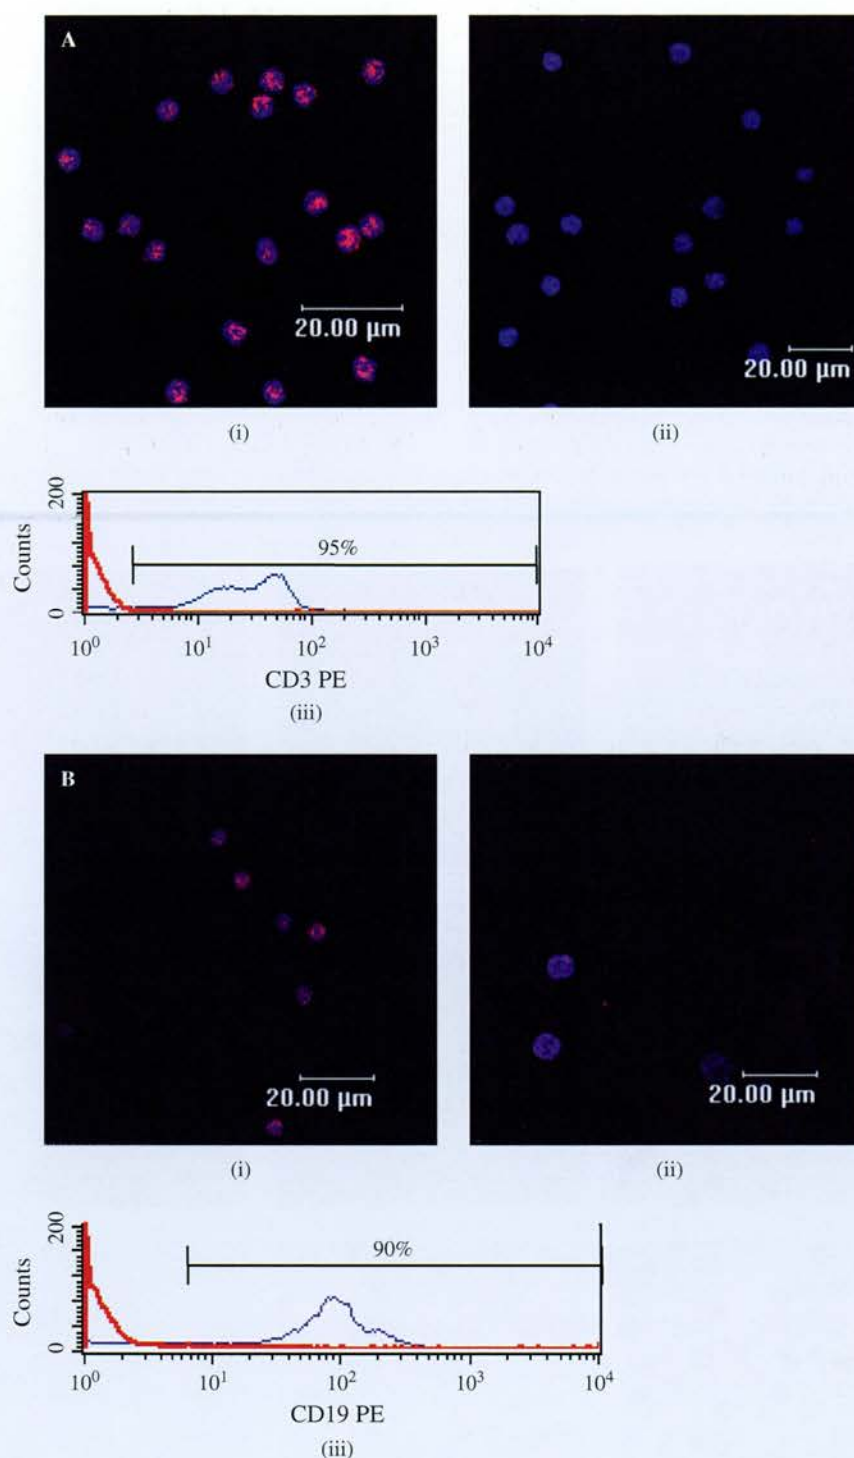 A
20.00 µm
20.00 µm
(i)
(ii)
200
Counts
0
95%
10⁰ 10¹ 10² 10³ 10⁴
CD3 PE
(iii)
B
20.00 µm
20.00 µm
(i)
(ii)
200
Counts
0
90%
10⁰ 10¹ 10² 10³ 10⁴
CD19 PE
(iii)